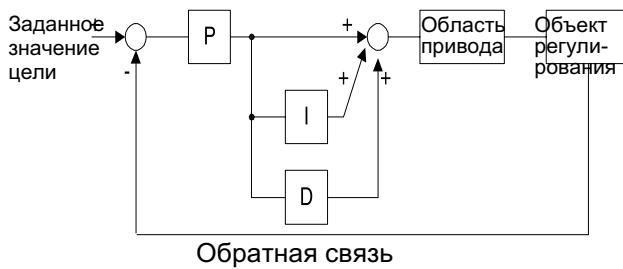 Заданное
значение
цели
+
-
P
I
D
+
+
+
Область
привода
Объект
регули-
рования
Обратная связь